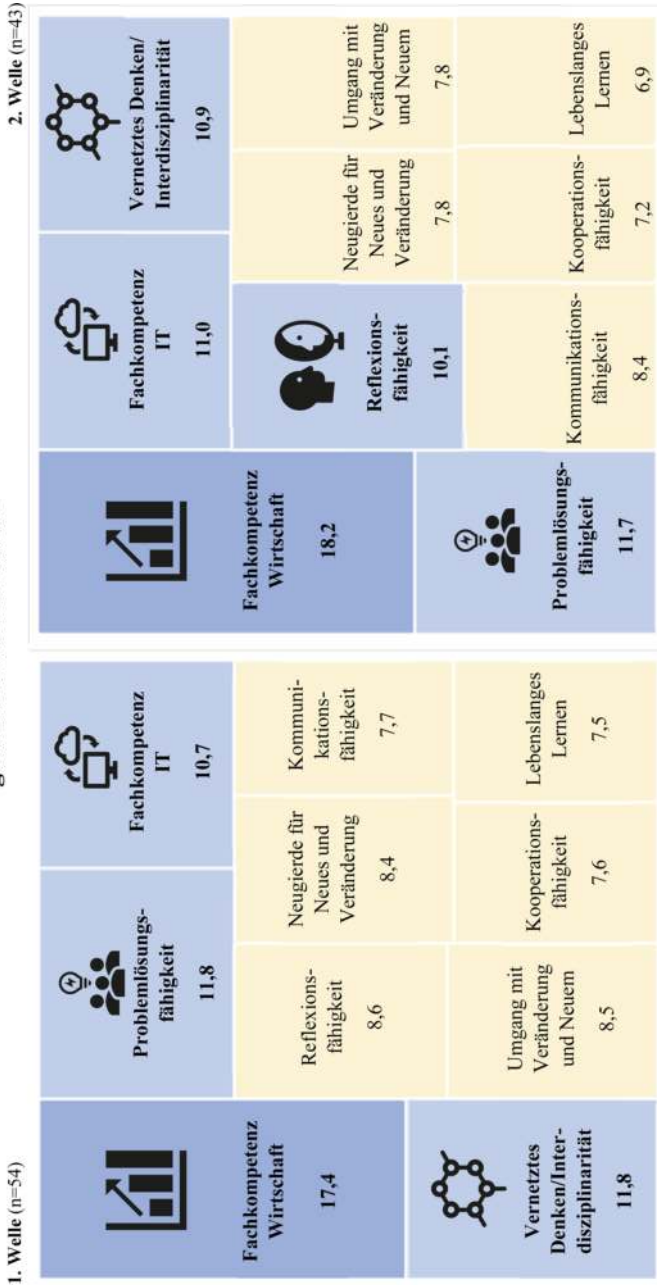 1. Welle (n=54)
Fachkompetenz
Wirtschaft
17,4
Problemlösungs-
fähigkeit
11,8
Fachkompetenz
IT
10,7
Vernetztes
Denken/Inter-
disziplinarität
11,8
Reflexions-
fähigkeit
8,6
Neugierde für
Neues und
Veränderung
8,4
Kommuni-
kations-
fähigkeit
7,7
Umgang mit
Veränderung
und Neuem
8,5
Kooperations-
fähigkeit
7,6
Lebenslanges
Lernen
7,5
2. Welle (n=43)
Fachkompetenz
Wirtschaft
18,2
Fachkompetenz
IT
11,0
Vernetztes Denken/
Interdisziplinarität
10,9
Reflexions-
fähigkeit
10,1
Neugierde für
Neues und
Veränderung
7,8
Umgang mit
Veränderung
und Neuem
7,8
Problemlösungs-
fähigkeit
11,7
Kommunikations-
fähigkeit
8,4
Kooperations-
fähigkeit
7,2
Lebenslanges
Lernen
6,9